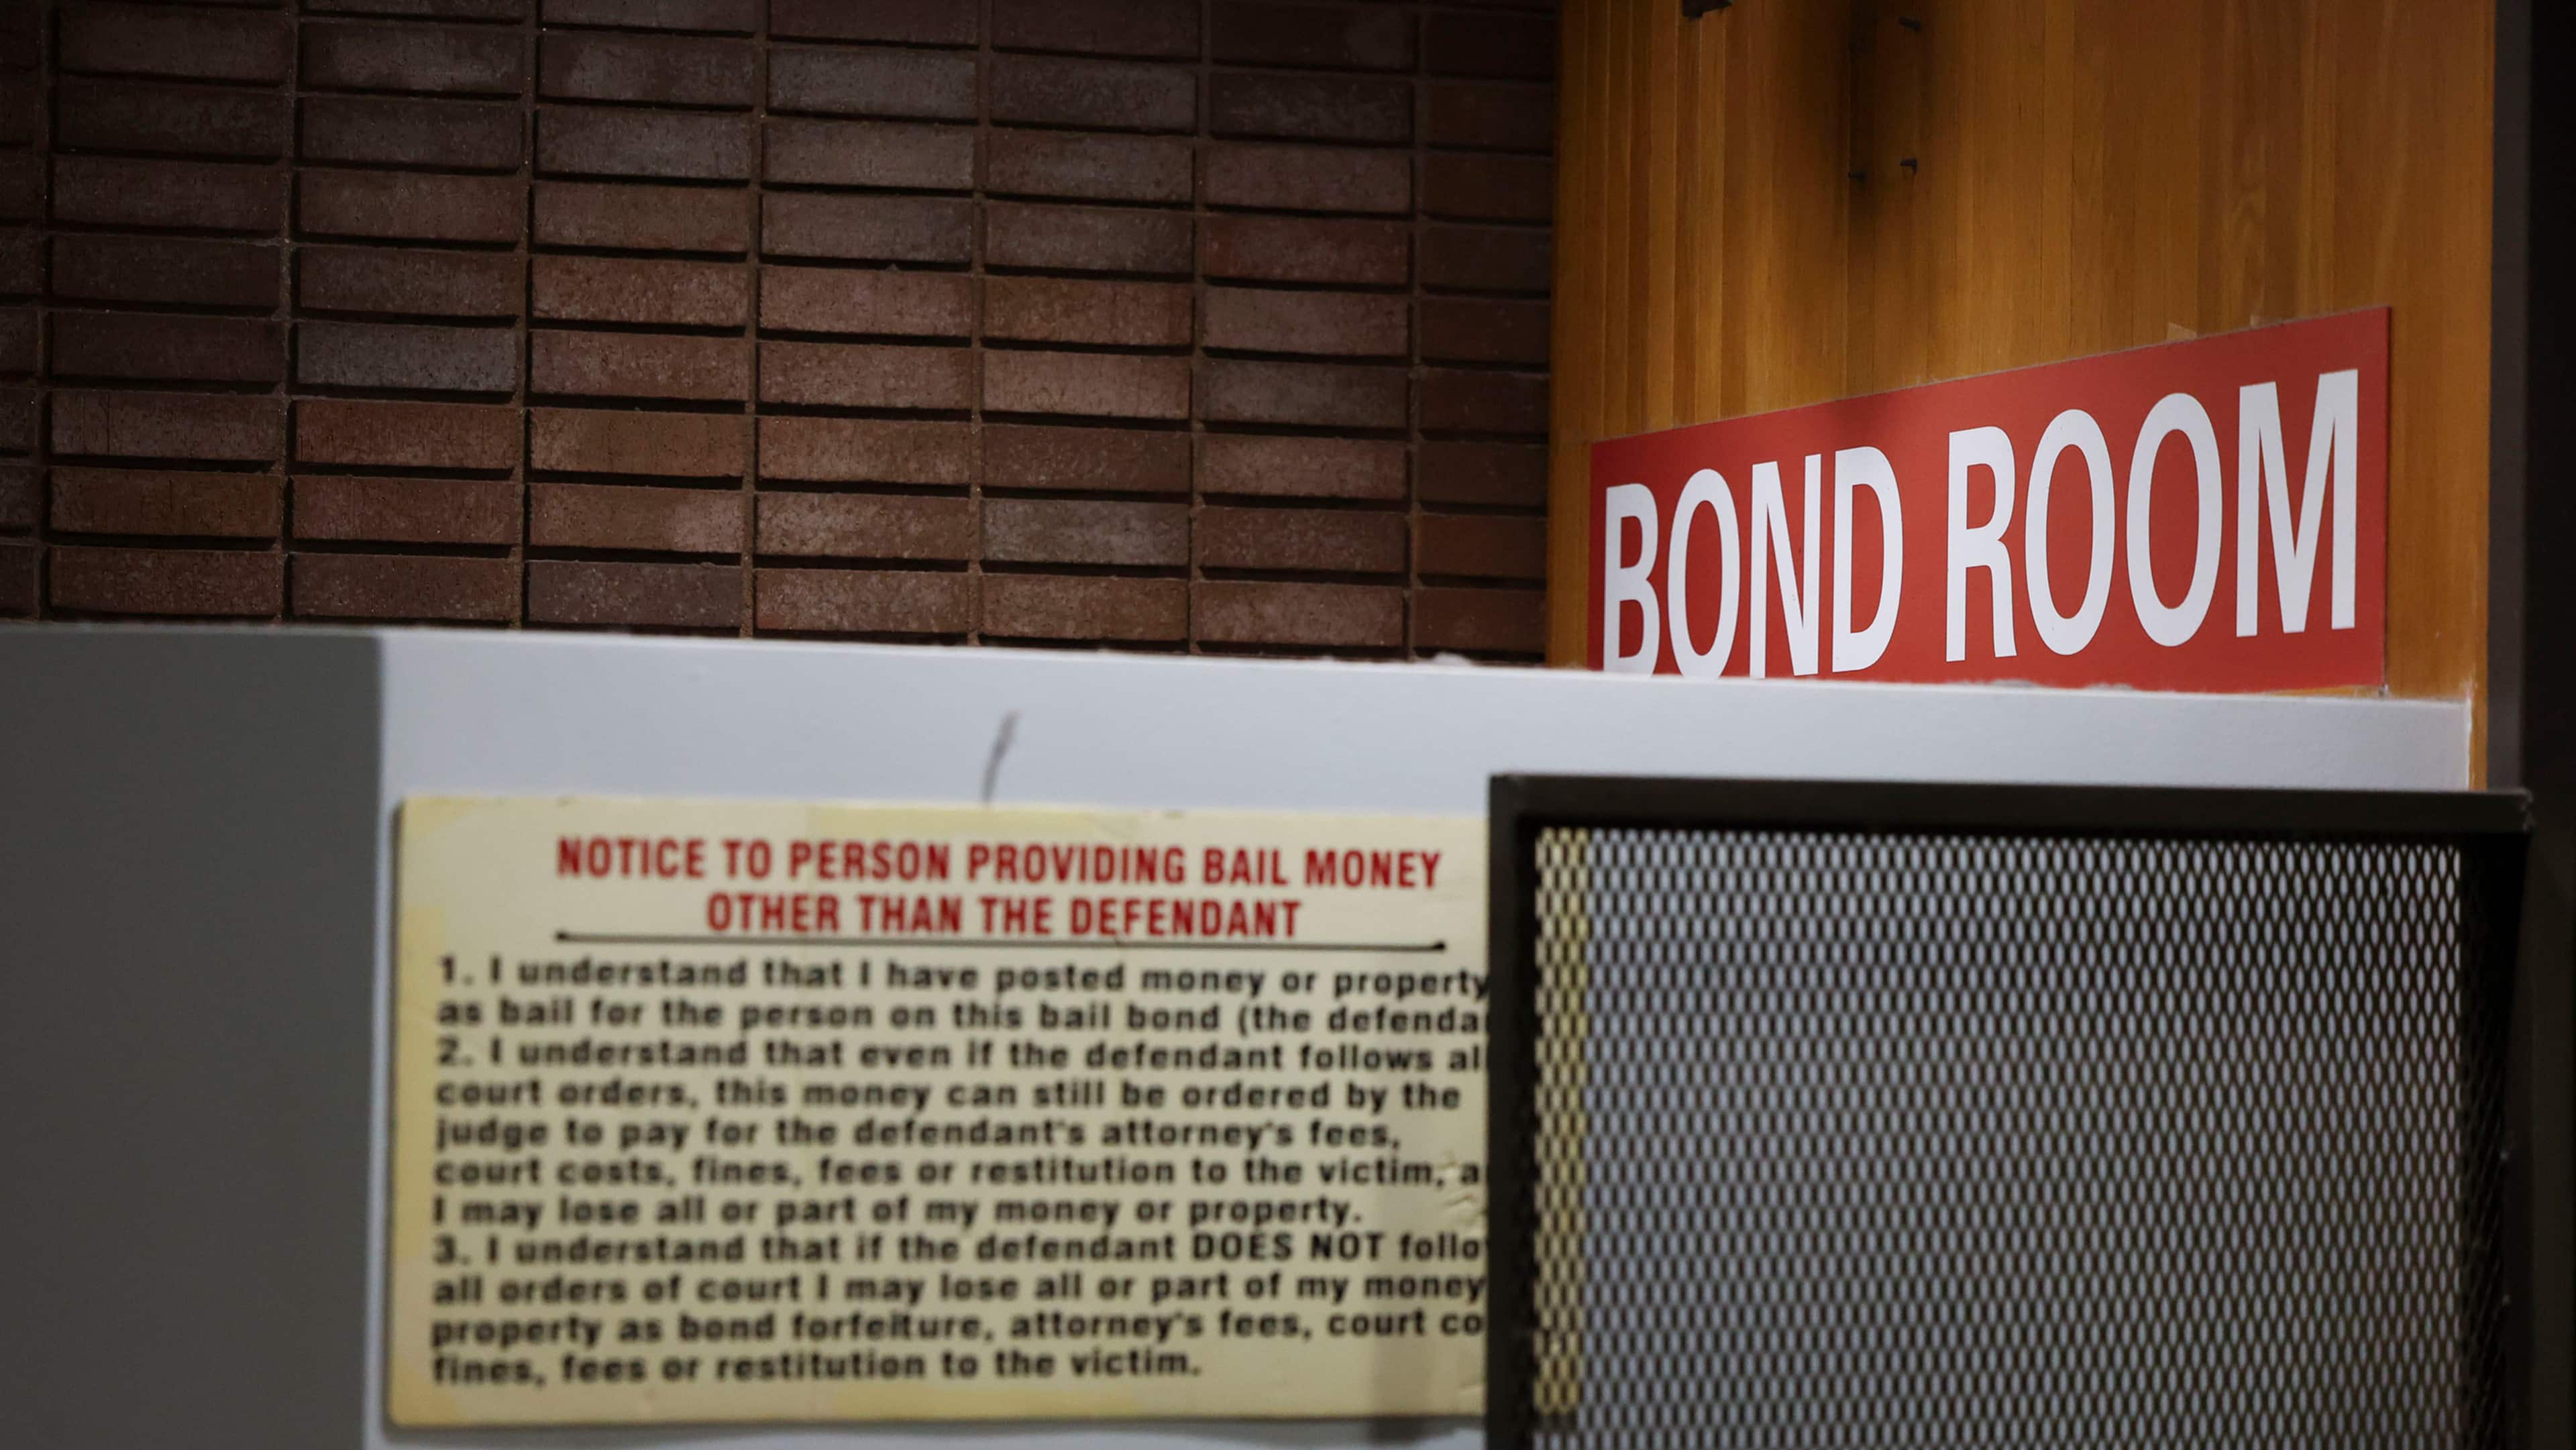 BOND ROOM
NOTICE TO PERSON PROVIDING BAIL MONEY
OTHER THAN THE DEFENDANT
1. I understand that I have posted money or property
as bail for the person on this bail bond (the defenda
2. I understand that even if the defendant follows al
court orders, this money can still be ordered by the
judge to pay for the defendant's attorney's fees,
court costs, fines, fees or restitution to the victim, a
I may lose all or part of my money or property.
3. I understand that if the defendant DOES NOT follo
all orders of court I may lose all or part of my money
property as bond forfeiture, attorney's fees, court co
fines, fees or restitution to the victim.